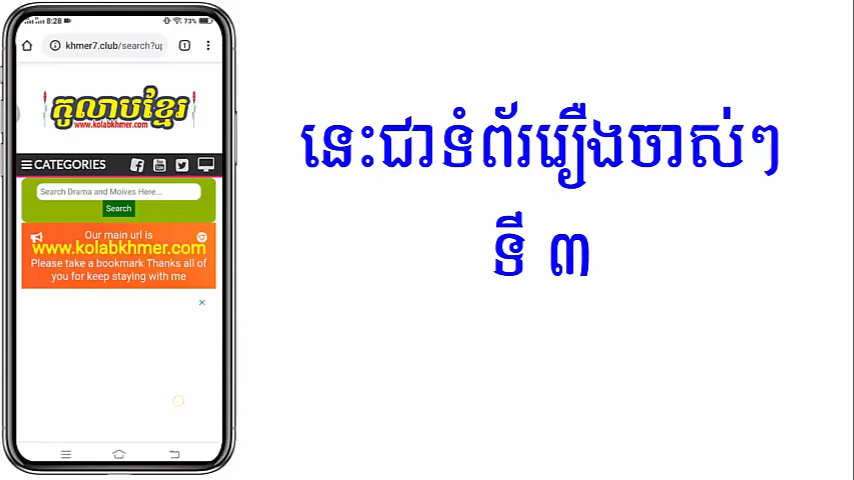 8:28
73%
khmer7.club/search?up
1
កូលាបខ្មែរ
www.kolabkhmer.com
CATEGORIES
Search Drama and Moives Here...
Search
Our main url is
www.kolabkhmer.com
Please take a bookmark Thanks all of
you for keep staying with me
នេះជាទំព័ររឿងចាស់ៗ
ទី ៣